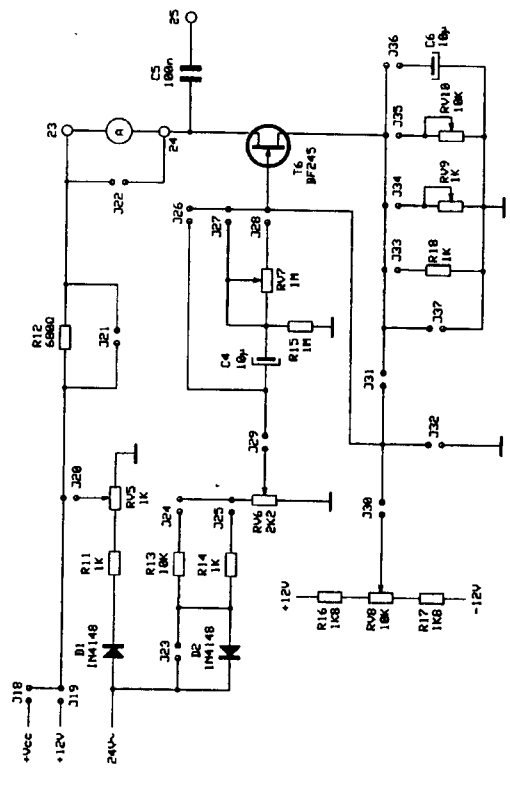 25
C5
100n
23
A
24
J22
T6
BF245
J36
C6
10µ
J35
RV10
10K
J34
RV9
1K
J33
R18
1K
J37
J26
J27
J28
RV7
1M
R15
1M
C4
10µ
R12
680Ω
J21
J31
J32
J29
J20
RV5
1K
R11
1K
J24
J25
RV6
2K2
R13
10K
R14
1K
J30
+12V
R16
1K8
RV8
10K
R17
1K8
-12V
D1
1N4148
J23
D2
1N4148
J18
J19
+Vcc
+12V
24V~